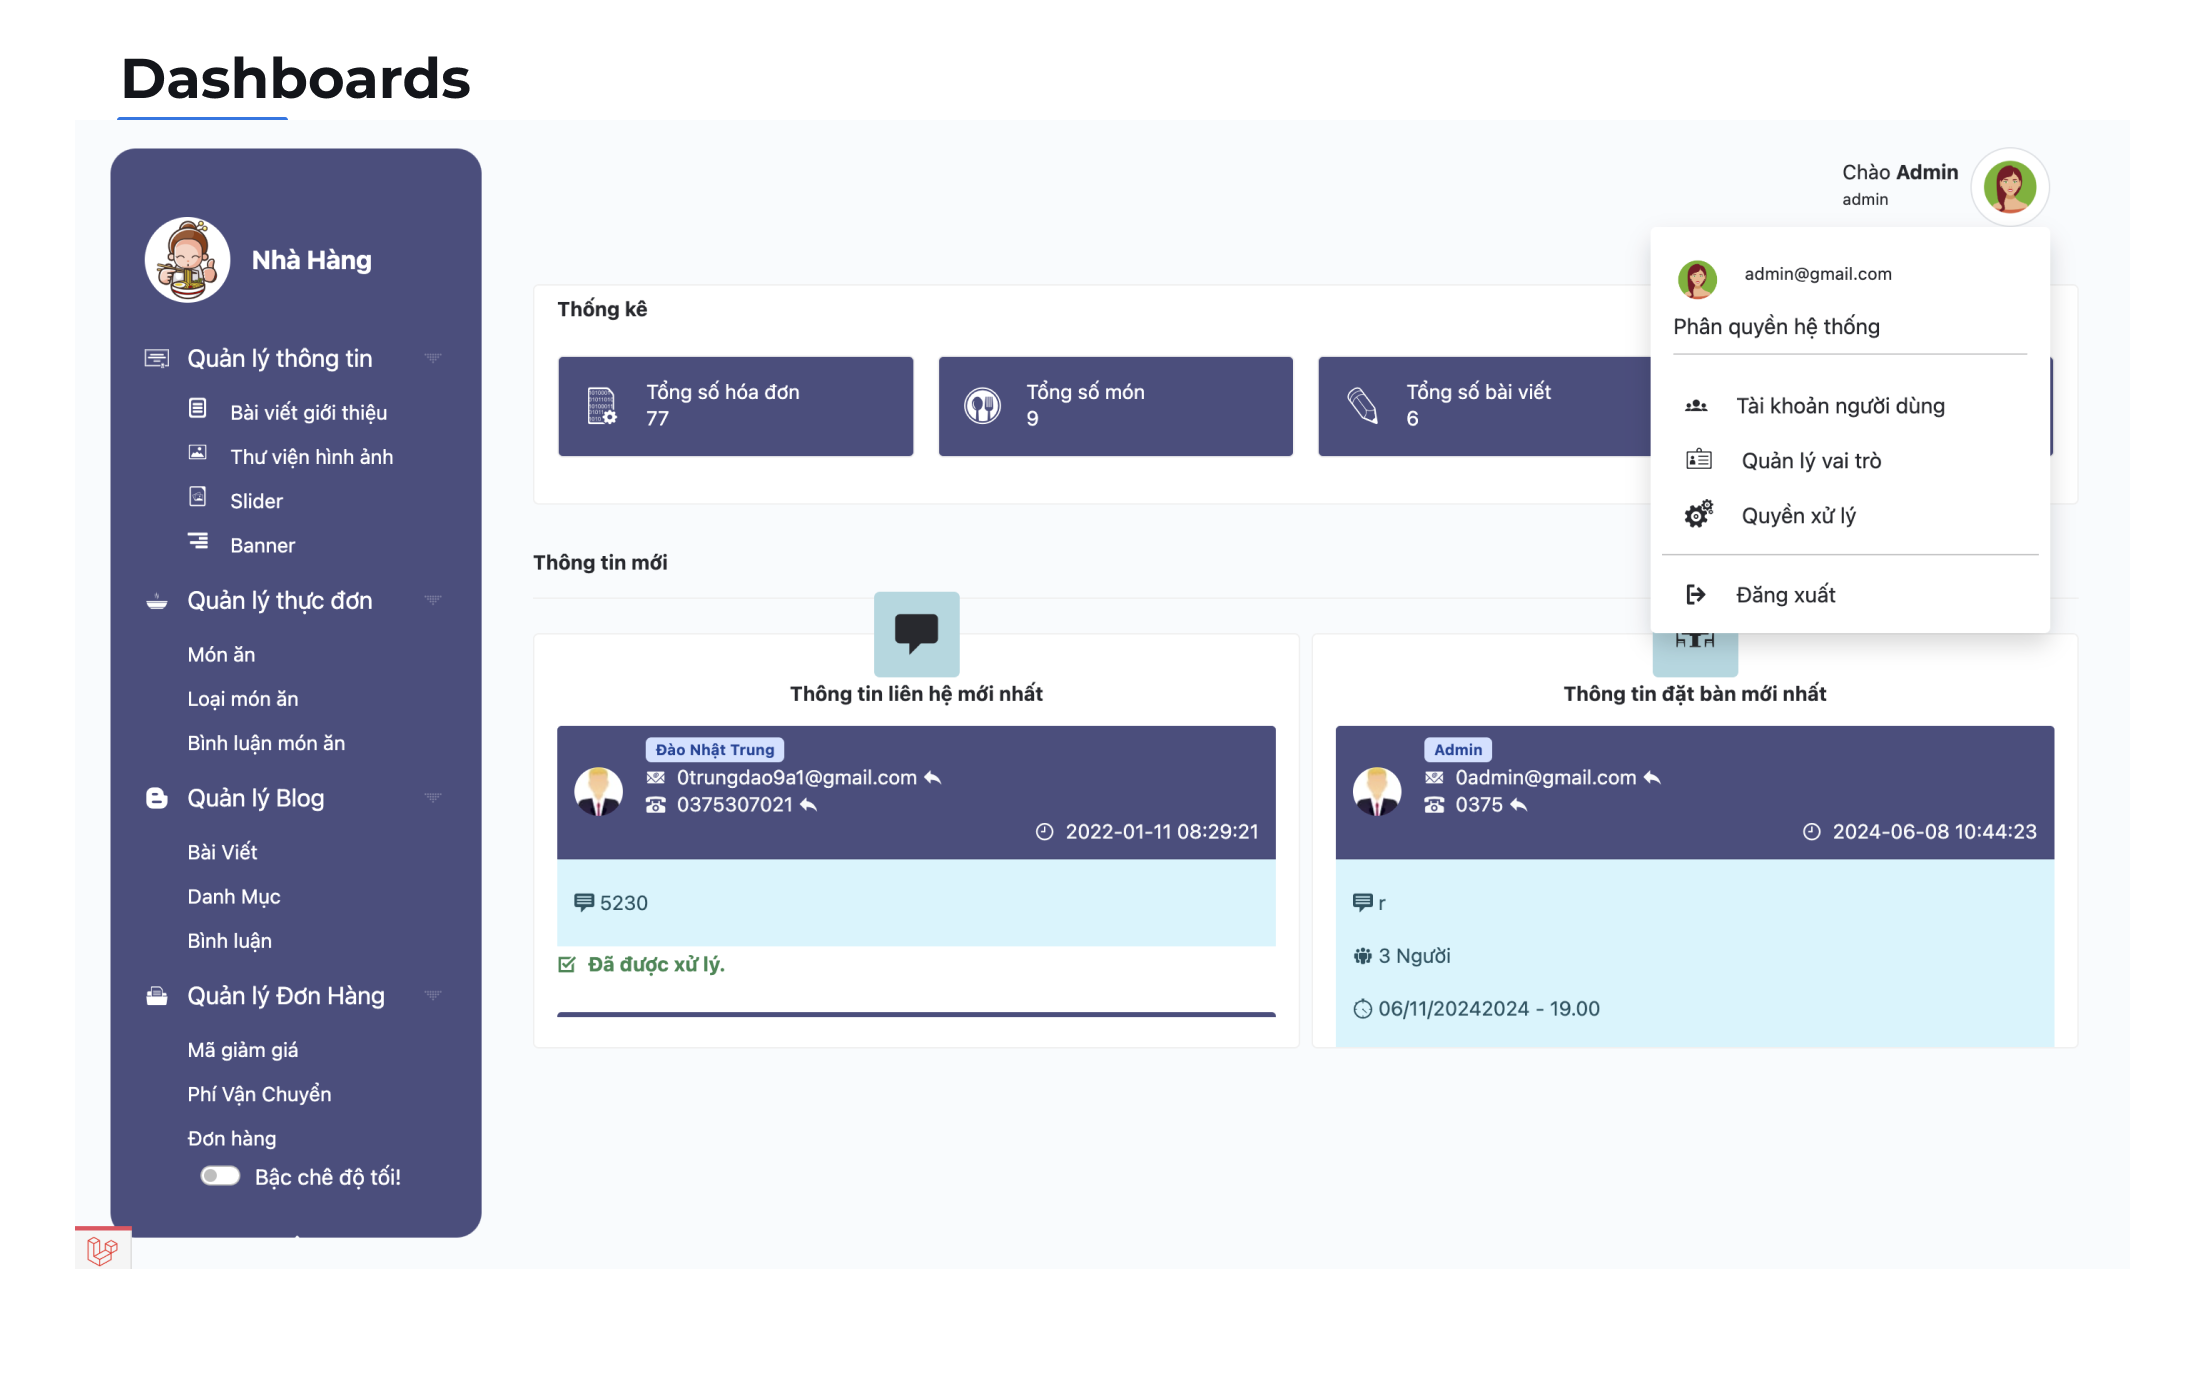 Dashboards
Nhà Hàng
Quản lý thông tin
Bài viết giới thiệu
Thư viện hình ảnh
Slider
Banner
Quản lý thực đơn
Món ăn
Loại món ăn
Bình luận món ăn
Quản lý Blog
Bài Viết
Danh Mục
Bình luận
Quản lý Đơn Hàng
Mã giảm giá
Phí Vận Chuyển
Đơn hàng
Bậc chê độ tối!
Chào Admin
admin
admin@gmail.com
Phân quyền hệ thống
Tài khoản người dùng
Quản lý vai trò
Quyền xử lý
Đăng xuất
Thống kê
Tổng số hóa đơn
77
Tổng số món
9
Tổng số bài viết
6
Thông tin mới
Thông tin liên hệ mới nhất
Đào Nhật Trung
0trungdao9a1@gmail.com
0375307021
2022-01-11 08:29:21
5230
Đã được xử lý.
Thông tin đặt bàn mới nhất
Admin
0admin@gmail.com
0375
2024-06-08 10:44:23
r
3 Người
06/11/20242024 - 19.00